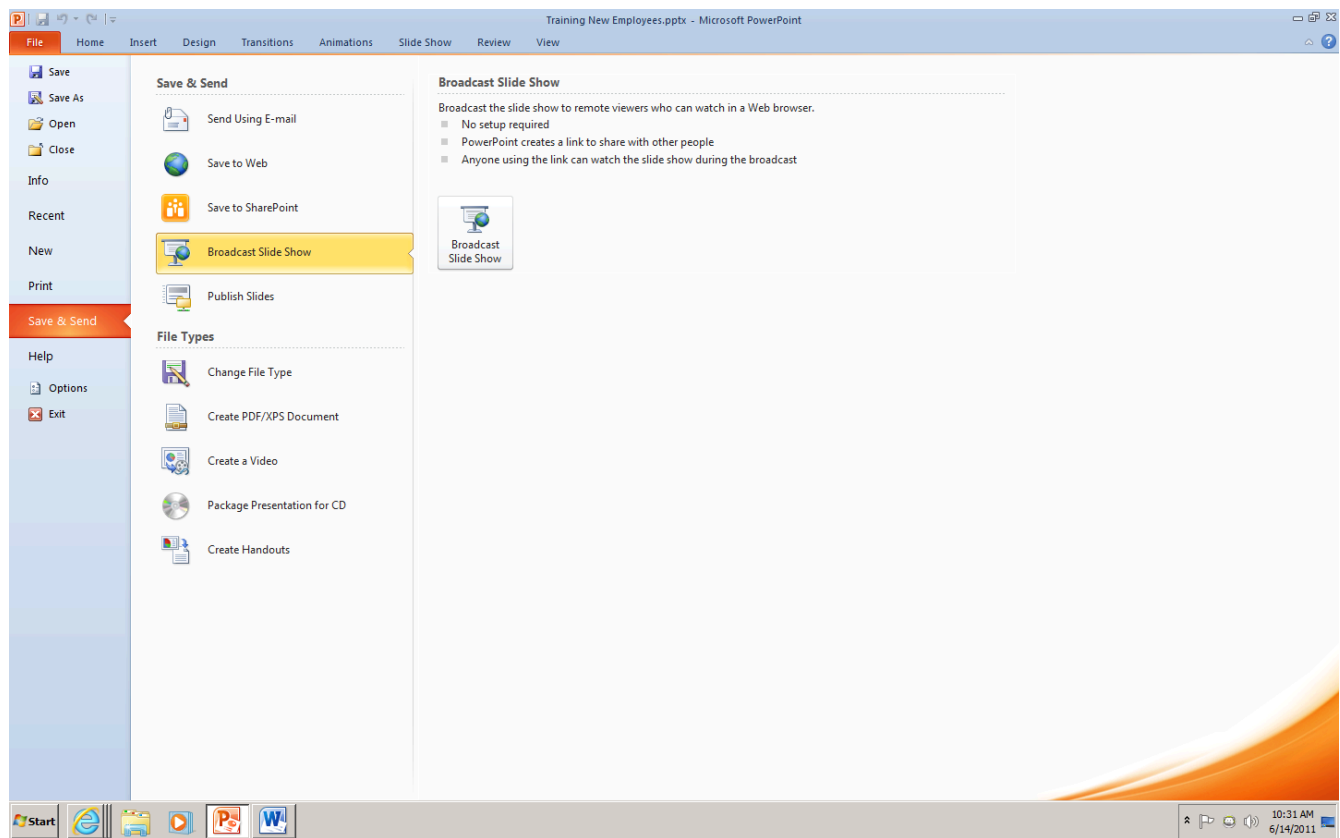 Training New Employees.pptx - Microsoft PowerPoint
File Home Insert Design Transitions Animations Slide Show Review View
Save
Save As
Open
Close
Info
Recent
New
Print
Save & Send
Help
Options
Exit
Save & Send
Send Using E-mail
Save to Web
Save to SharePoint
Broadcast Slide Show
Publish Slides
File Types
Change File Type
Create PDF/XPS Document
Create a Video
Package Presentation for CD
Create Handouts
Broadcast Slide Show
Broadcast the slide show to remote viewers who can watch in a Web browser.
No setup required
PowerPoint creates a link to share with other people
Anyone using the link can watch the slide show during the broadcast
Broadcast
Slide Show
Start
10:31 AM
6/14/2011